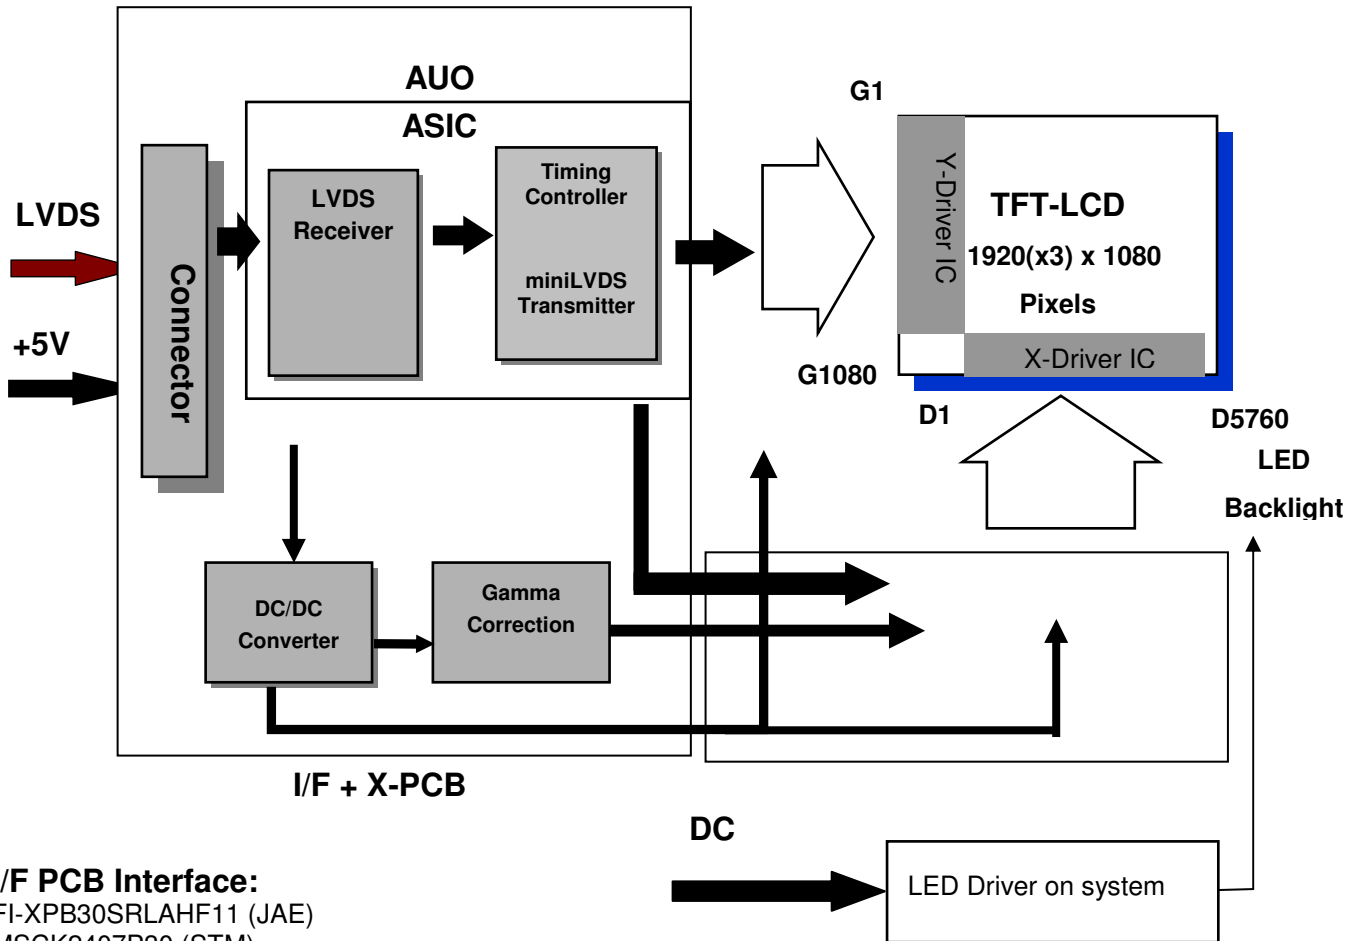 AUO
ASIC
G1
LVDS
+5V
Connector
LVDS
Receiver
Timing
Controller
miniLVDS
Transmitter
Y-Driver IC
TFT-LCD
1920(x3) x 1080
Pixels
X-Driver IC
G1080
D1
D5760
LED
Backlight
DC/DC
Converter
Gamma
Correction
I/F + X-PCB
DC
LED Driver on system
/F PCB Interface:
FI-XPB30SRLAHF11 (JAE)